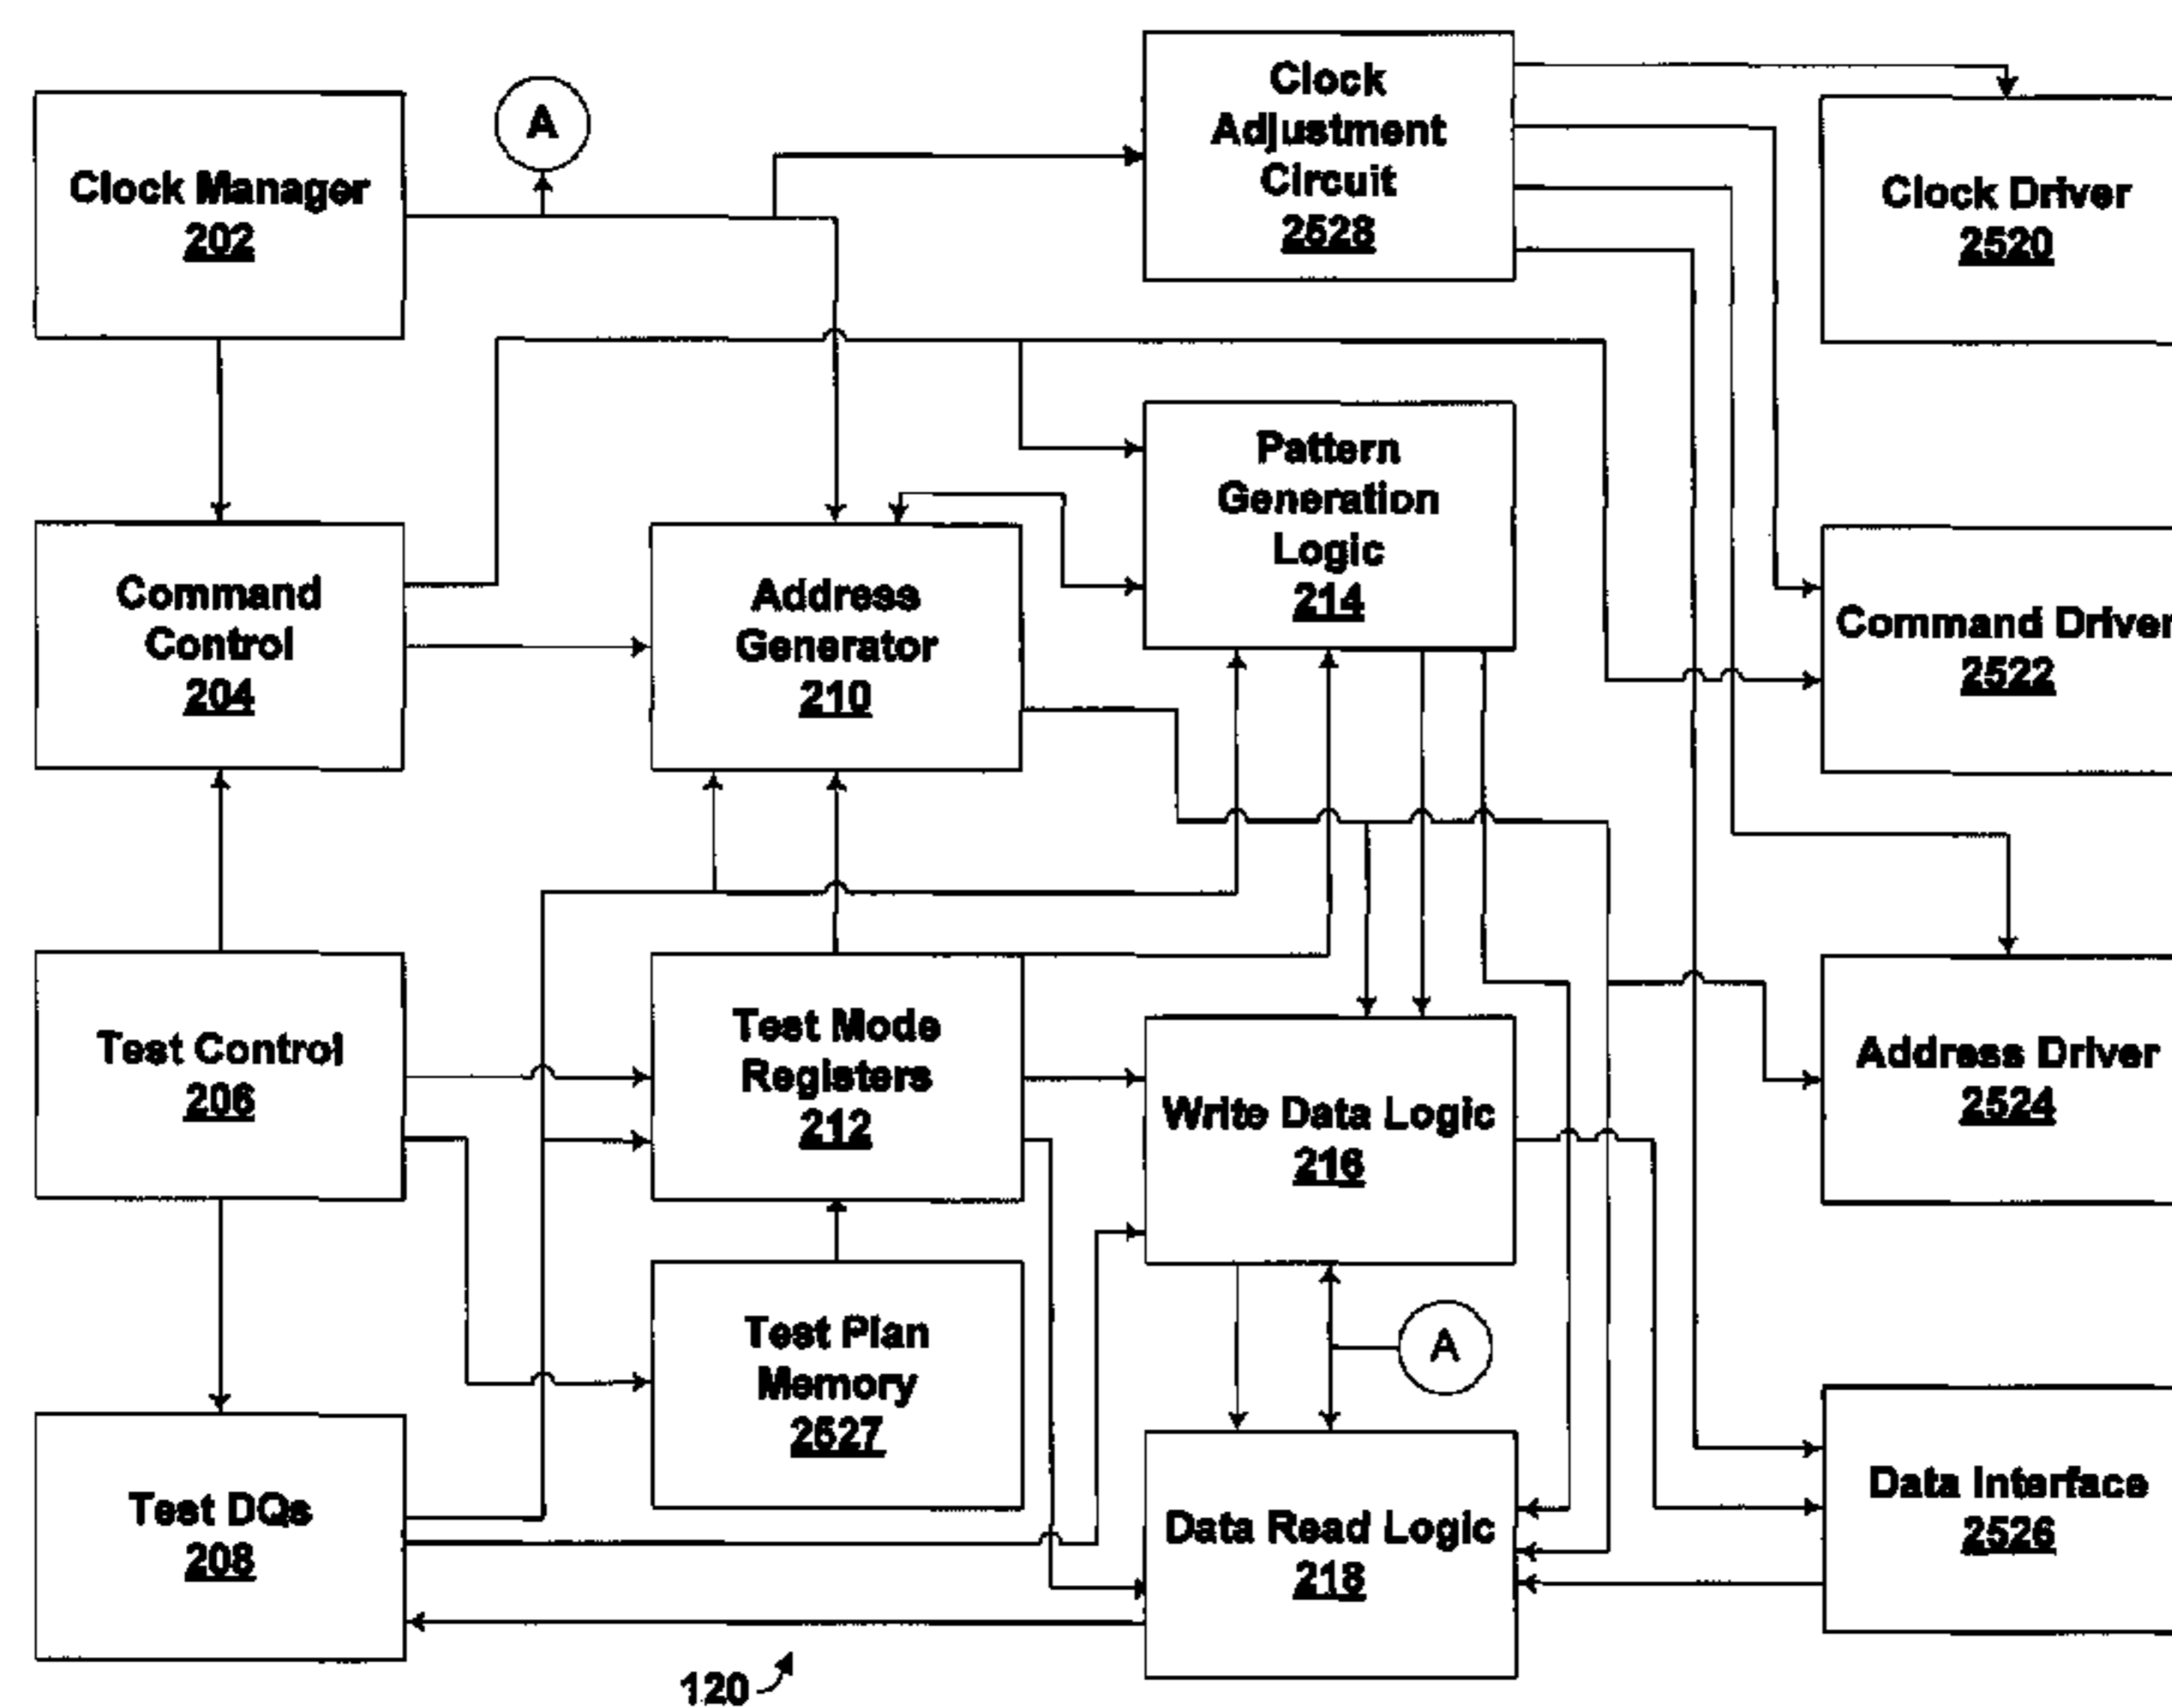 Clock Manager
202
A
Clock
Adjustment
Circuit
2528
Clock Driver
2520
Command
Control
204
Address
Generator
210
Pattern
Generation
Logic
214
Command Driver
2522
Test Control
206
Test Mode
Registers
212
Write Data Logic
216
Address Driver
2524
Test Plan
Memory
2527
A
Test DQs
208
Data Read Logic
218
Data Interface
2526
120